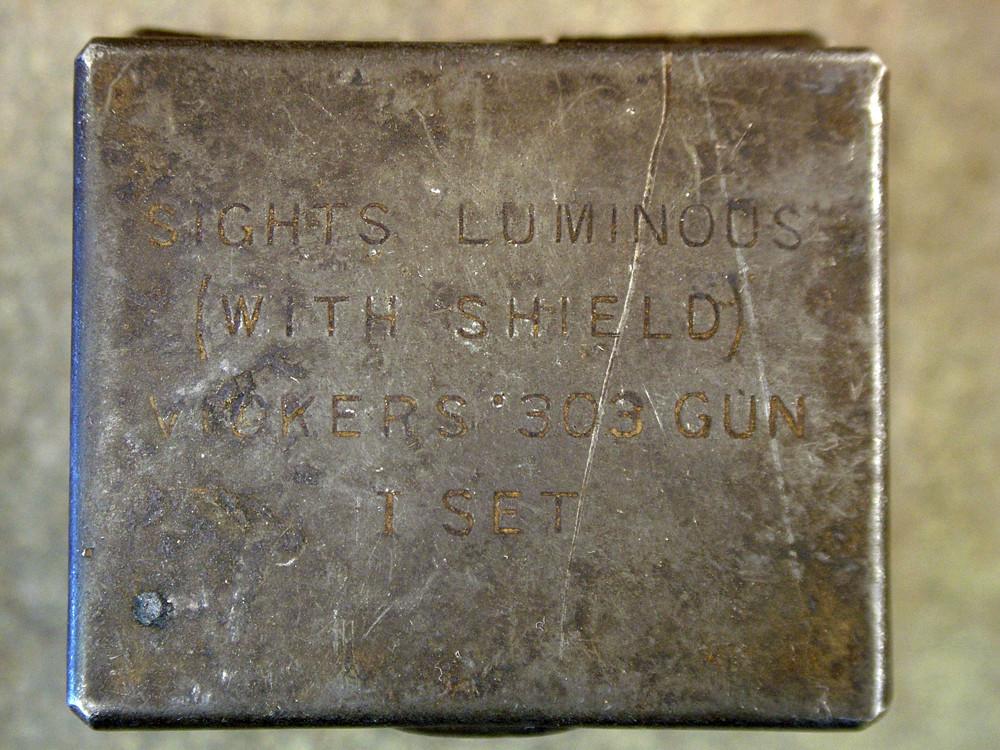 SIGHTS LUMINOUS
(WITH SHIELD)
VICKERS ·303 GUN
1 SET